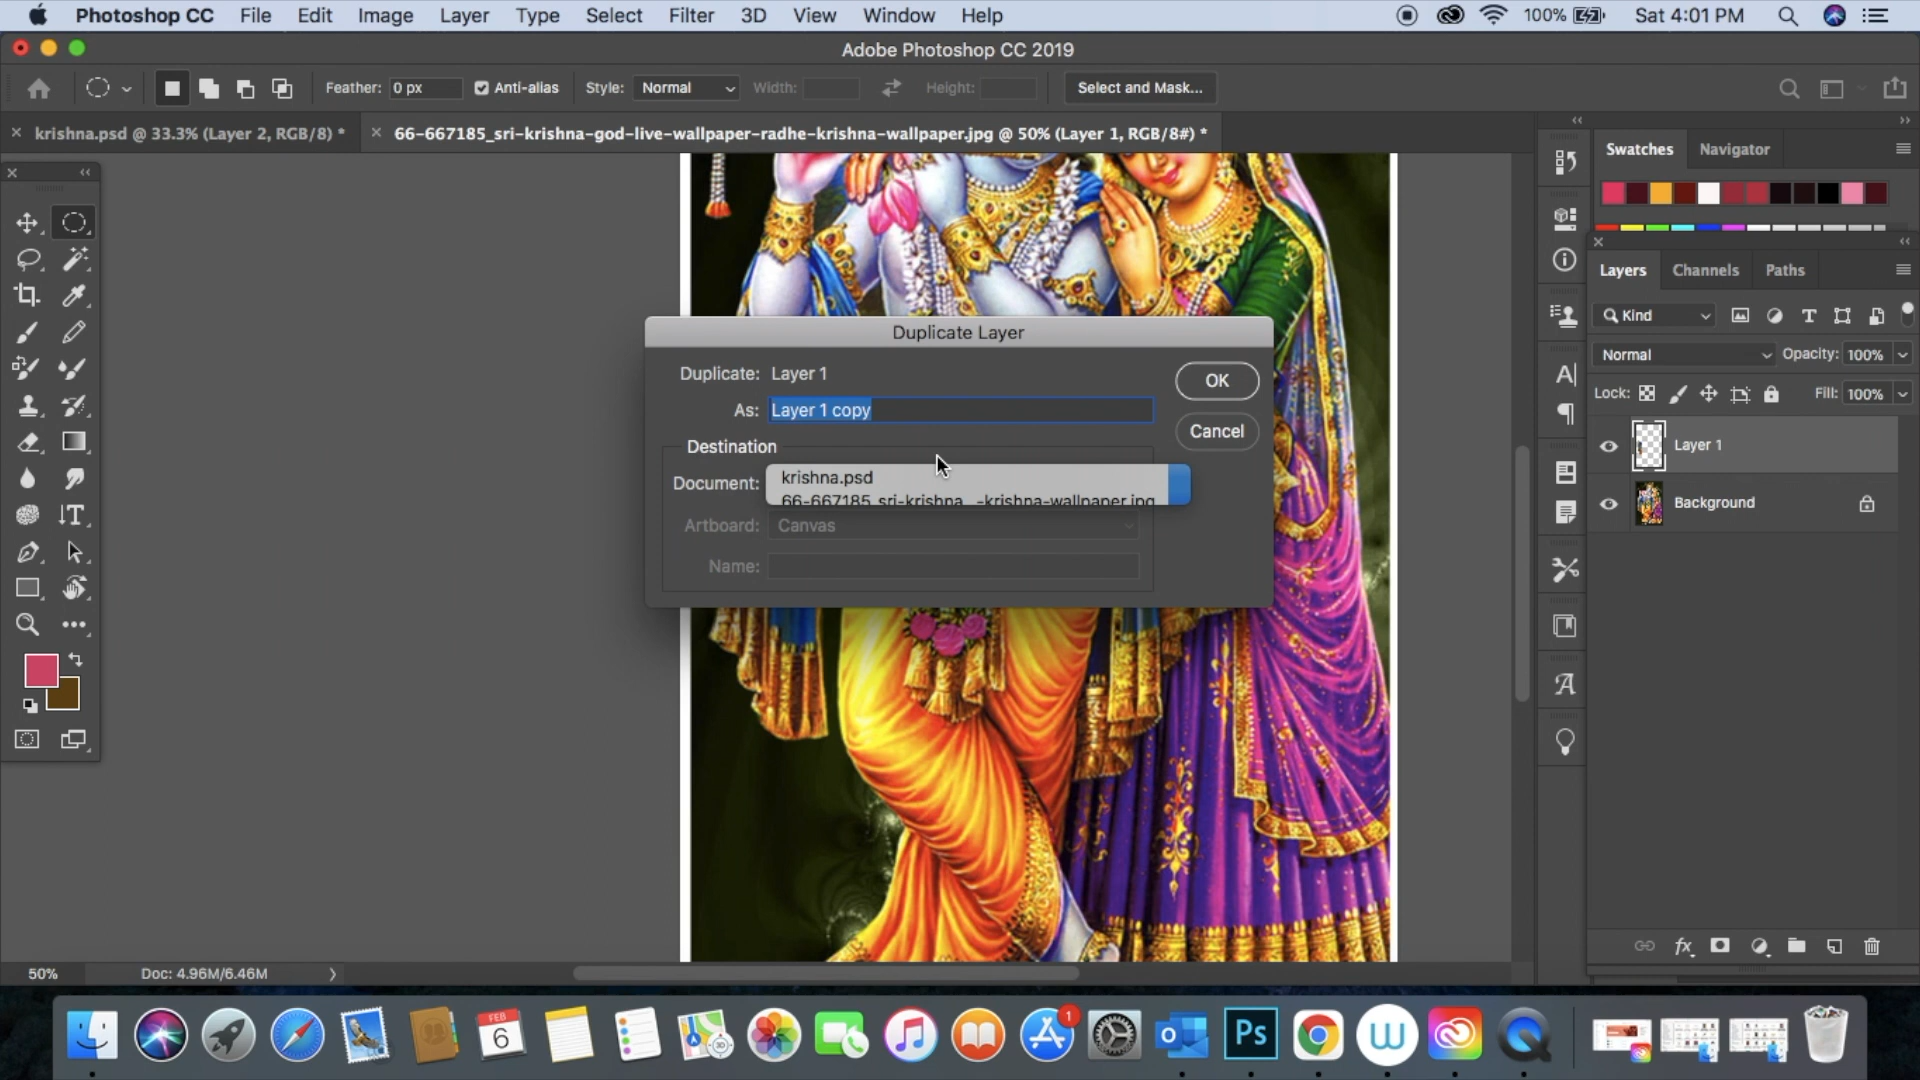 Photoshop CC File Edit Image Layer Type Select Filter 3D View Window Help 100% Sat 4:01 PM
Adobe Photoshop CC 2019
Feather: 0 px Anti-alias Style: Normal Width: Height: Select and Mask...
krishna.psd @ 33.3% (Layer 2, RGB/8) * 66-667185_sri-krishna-god-live-wallpaper-radhe-krishna-wallpaper.jpg @ 50% (Layer 1, RGB/8#) *
Swatches Navigator
Layers Channels Paths
Kind
Normal Opacity: 100%
Lock: Fill: 100%
Layer 1
Background
Duplicate Layer
Duplicate: Layer 1
OK
As: Layer 1 copy
Cancel
Destination
Document: krishna.psd
66-667185_sri-krishna...-krishna-wallpaper.jpg
Artboard: Canvas
Name:
50% Doc: 4.96M/6.46M
FEB
6
1
Ps